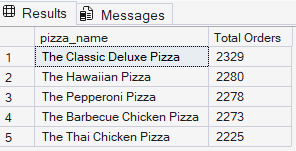 Results Messages
pizza_name Total Orders
1 The Classic Deluxe Pizza 2329
2 The Hawaiian Pizza 2280
3 The Pepperoni Pizza 2278
4 The Barbecue Chicken Pizza 2273
5 The Thai Chicken Pizza 2225